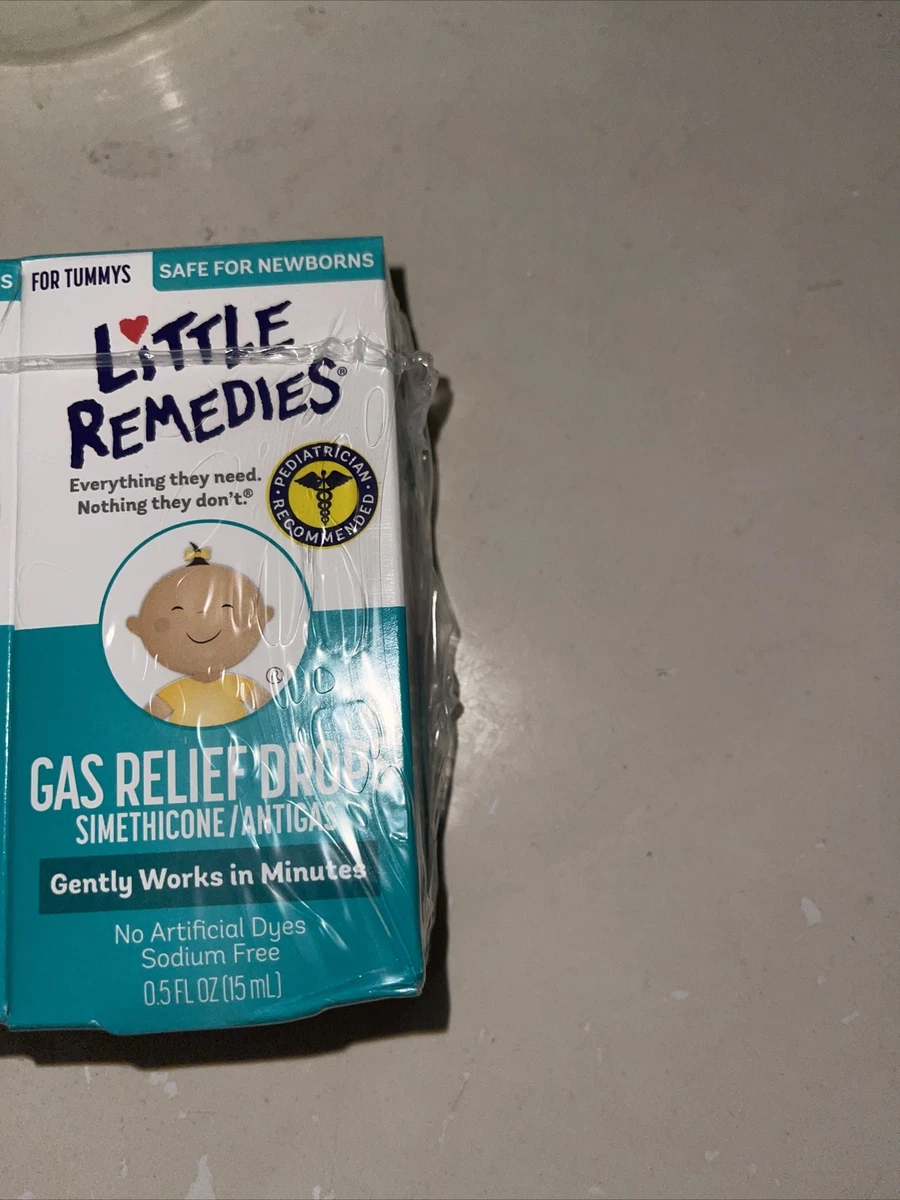 S
FOR TUMMYS
SAFE FOR NEWBORNS
LiTTLE
REMEDIES®
Everything they need.
Nothing they don't.®
PEDIATRICIAN
RECOMMENDED
®
GAS RELIEF DROP
SIMETHICONE/ANTIGAS
Gently Works in Minutes
No Artificial Dyes
Sodium Free
0.5 FL OZ (15 mL)